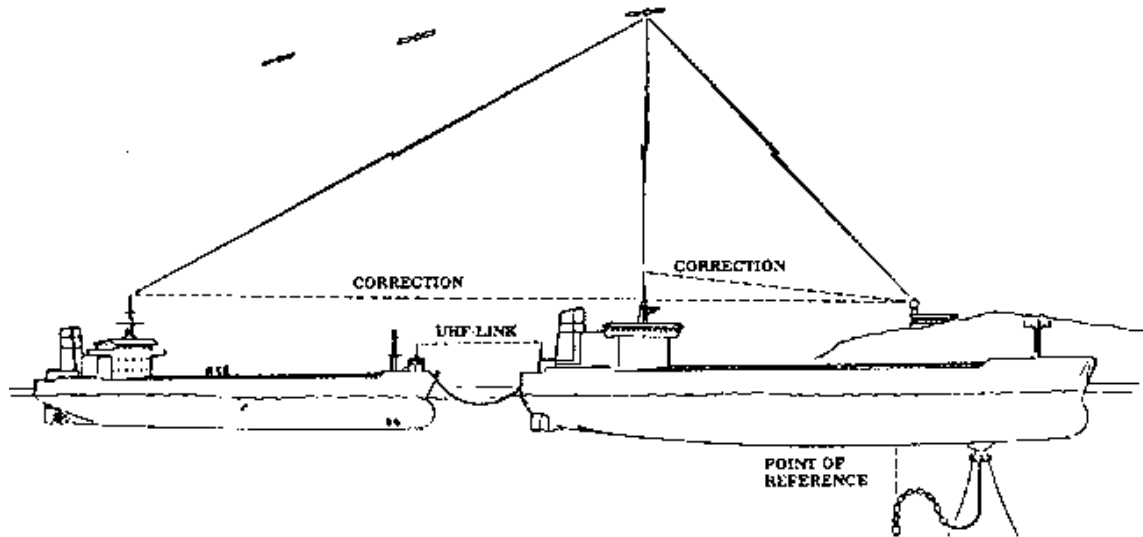 CORRECTION
CORRECTION
UHF-LINK
POINT OF
REFERENCE